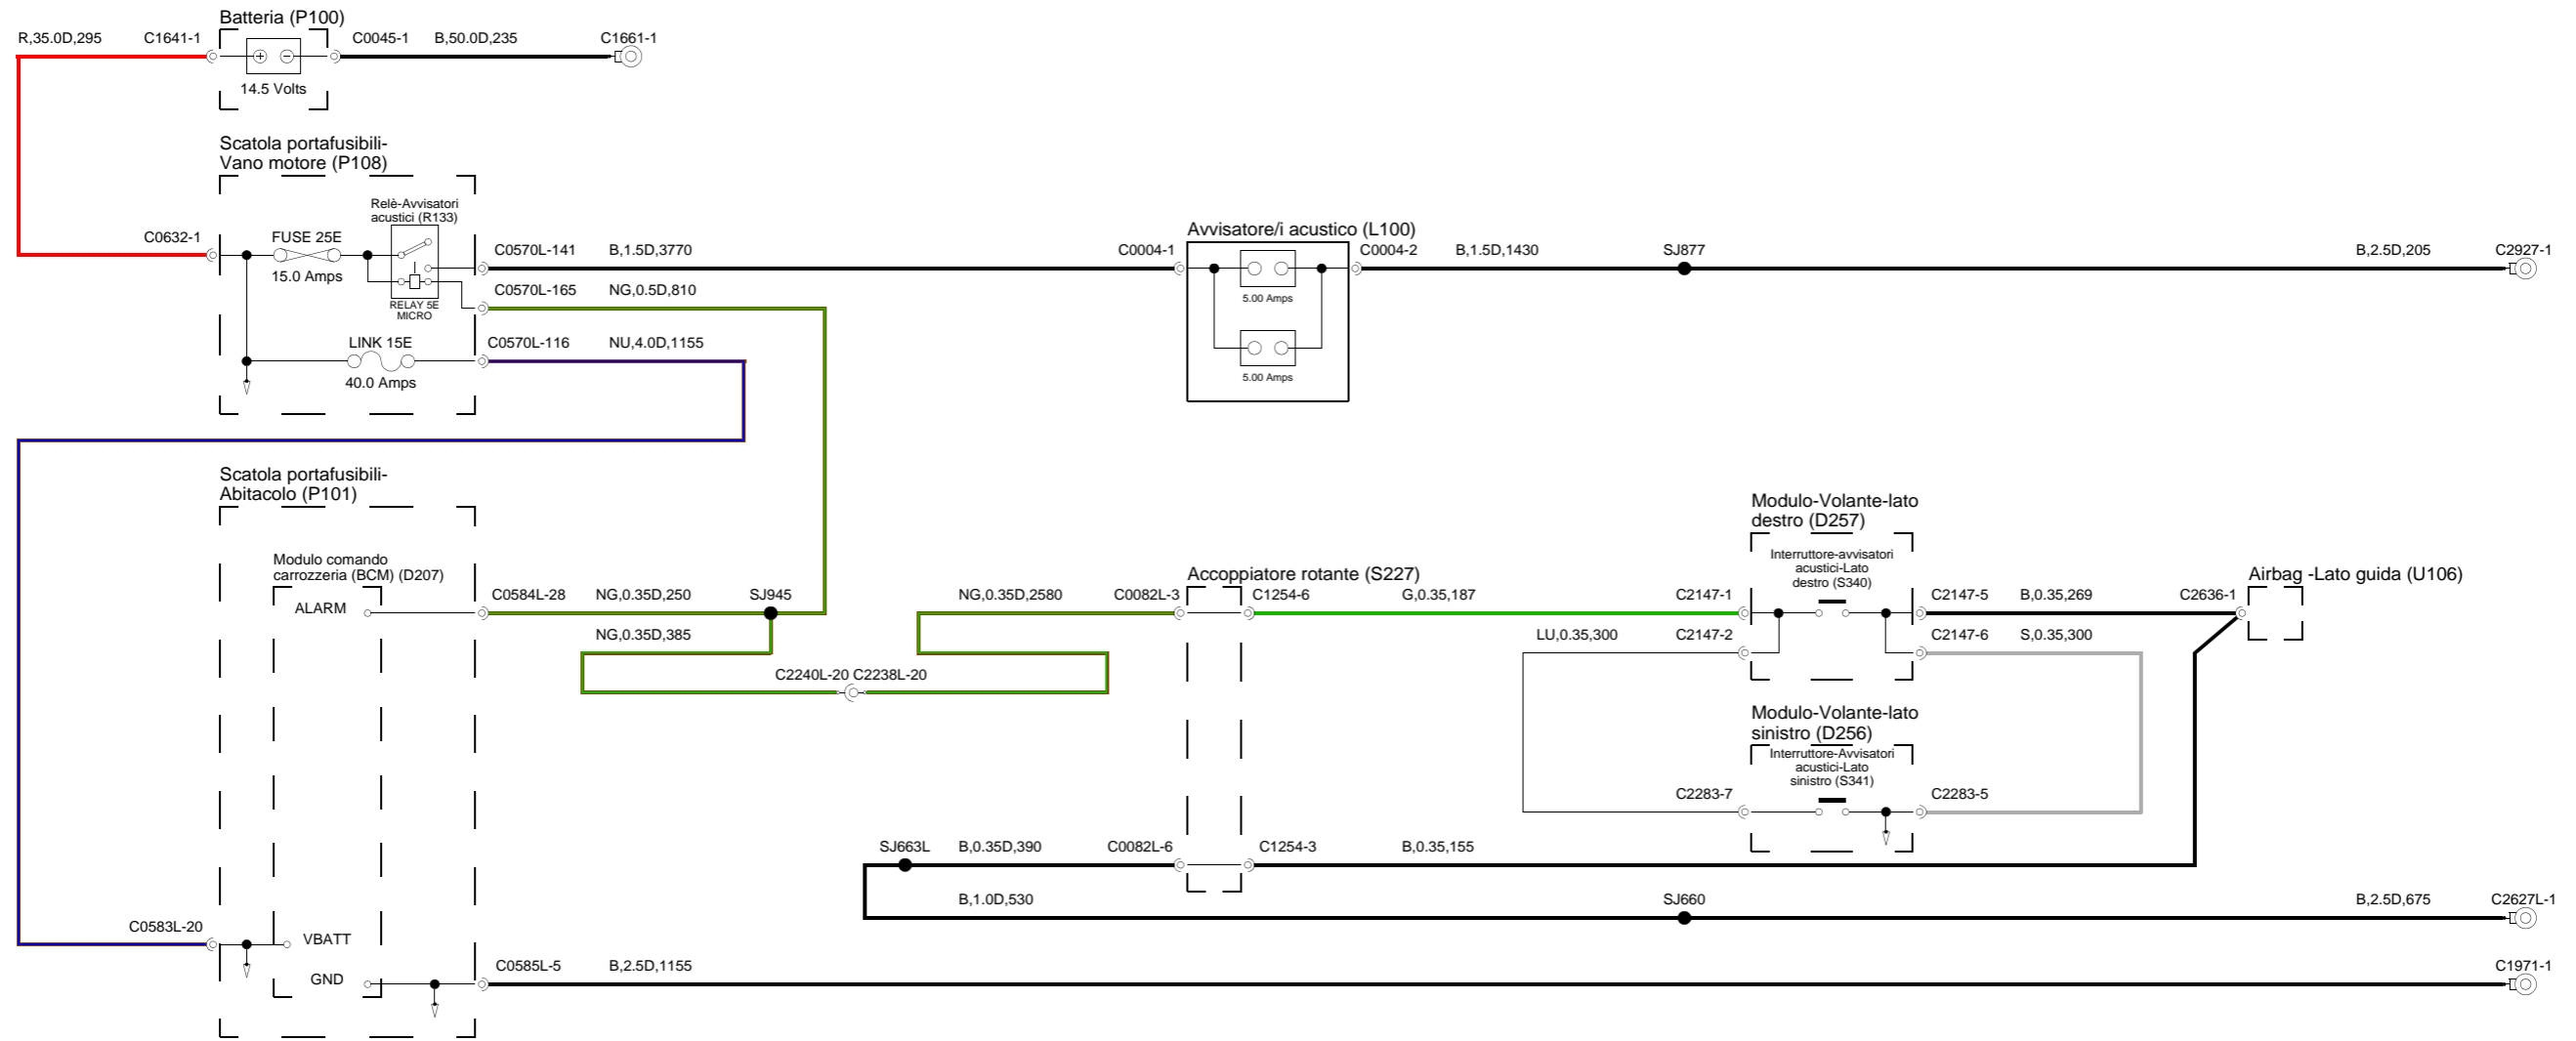 Batteria (P100)
R,35.0D,295
C1641-1
C0045-1
B,50.0D,235
C1661-1
14.5 Volts
Scatola portafusibili-
Vano motore (P108)
Relè-Avvisatori
acustici (R133)
C0632-1
FUSE 25E
15.0 Amps
RELAY 5E
MICRO
LINK 15E
40.0 Amps
C0570L-141
B,1.5D,3770
C0570L-165
NG,0.5D,810
C0570L-116
NU,4.0D,1155
Avvisatore/i acustico (L100)
C0004-1
5.00 Amps
5.00 Amps
C0004-2
B,1.5D,1430
SJ877
B,2.5D,205
C2927-1
Scatola portafusibili-
Abitacolo (P101)
Modulo comando
carrozzeria (BCM) (D207)
ALARM
C0584L-28
NG,0.35D,250
SJ945
NG,0.35D,385
C2240L-20 C2238L-20
NG,0.35D,2580
C0082L-3
Accoppiatore rotante (S227)
C1254-6
G,0.35,187
C2147-1
LU,0.35,300
C2147-2
Modulo-Volante-lato
destro (D257)
Interruttore-avvisatori
acustici-Lato
destro (S340)
C2147-5
B,0.35,269
C2636-1
C2147-6
S,0.35,300
Airbag -Lato guida (U106)
Modulo-Volante-lato
sinistro (D256)
Interruttore-Avvisatori
acustici-Lato
sinistro (S341)
C2283-7
C2283-5
SJ663L
B,0.35D,390
C0082L-6
C1254-3
B,0.35,155
B,1.0D,530
SJ660
B,2.5D,675
C2627L-1
C0583L-20
VBATT
GND
C0585L-5
B,2.5D,1155
C1971-1